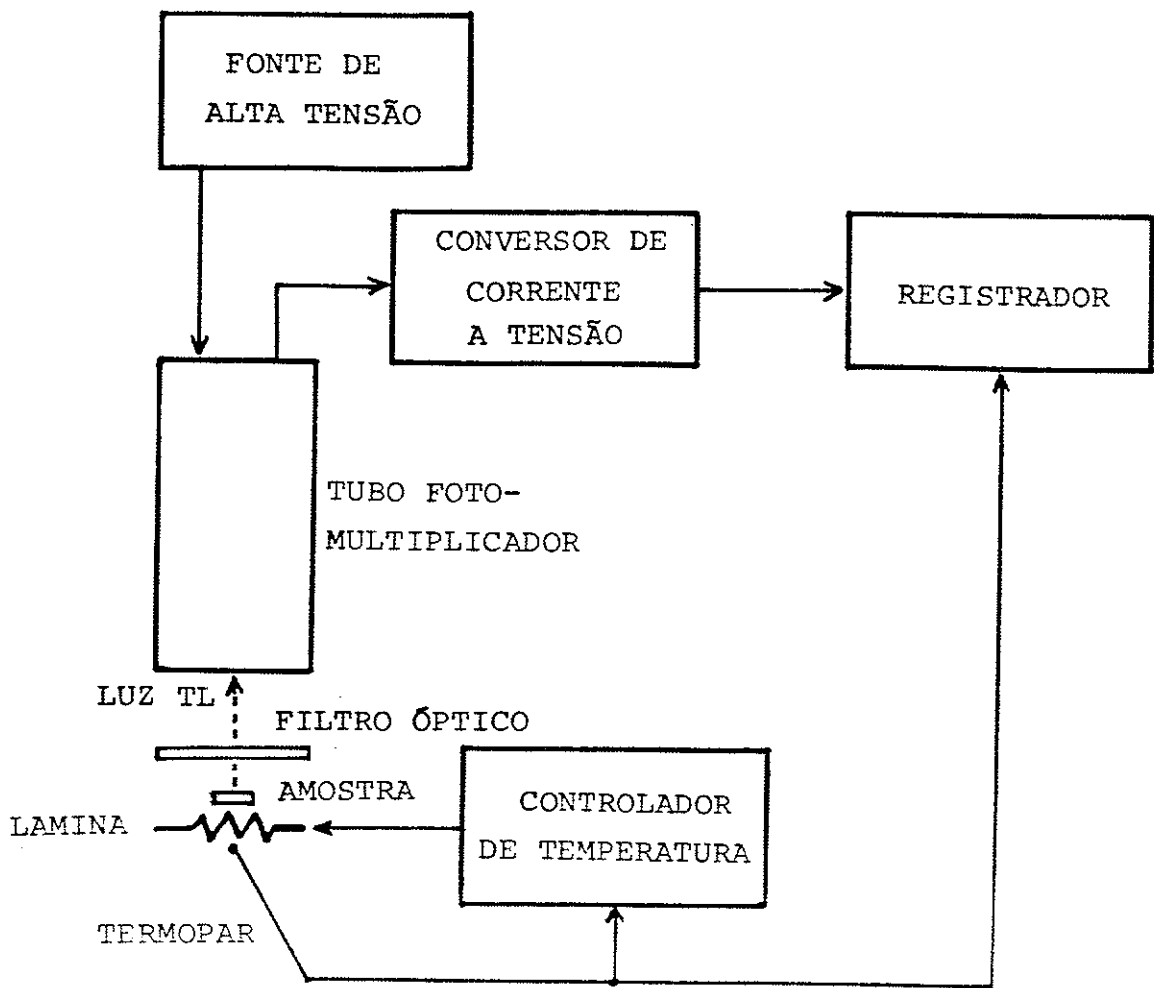 FONTE DE
ALTA TENSÃO
CONVERSOR DE
CORRENTE
A TENSÃO
REGISTRADOR
TUBO FOTO-
MULTIPLICADOR
LUZ TL
FILTRO ÓPTICO
AMOSTRA
LAMINA
CONTROLADOR
DE TEMPERATURA
TERMOPAR